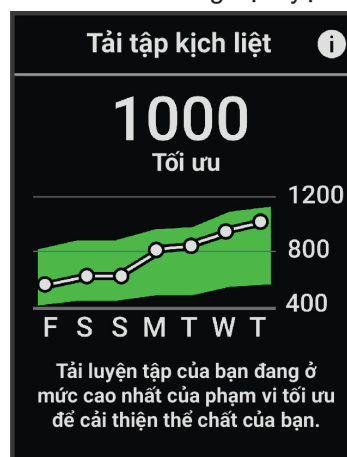 Tải tập kịch liệt i
1000
Tối ưu
1200
800
400
F S S M T W T
Tải luyện tập của bạn đang ở
mức cao nhất của phạm vi tối ưu
để cải thiện thể chất của bạn.